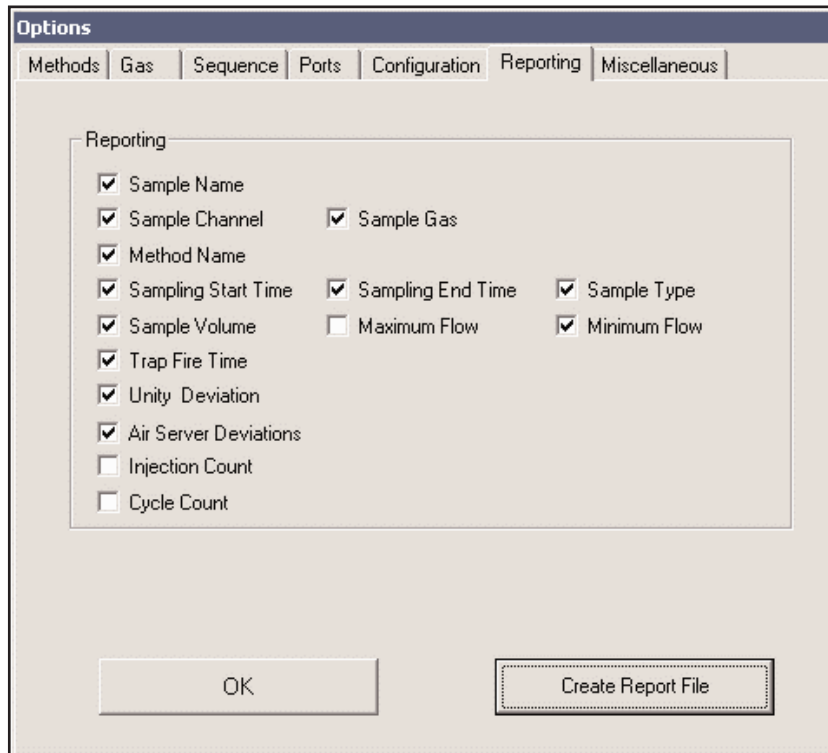 Options
Methods Gas Sequence Ports Configuration Reporting Miscellaneous
Reporting
Sample Name
Sample Channel Sample Gas
Method Name
Sampling Start Time Sampling End Time Sample Type
Sample Volume Maximum Flow Minimum Flow
Trap Fire Time
Unity Deviation
Air Server Deviations
Injection Count
Cycle Count
OK Create Report File